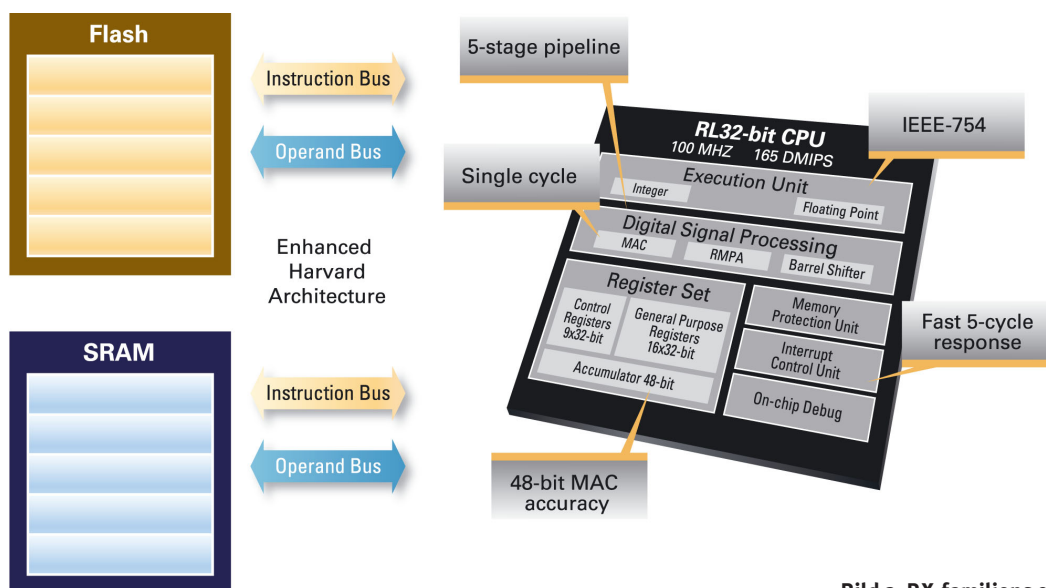 Flash
Instruction Bus
Operand Bus
Enhanced
Harvard
Architecture
SRAM
Instruction Bus
Operand Bus
5-stage pipeline
Single cycle
IEEE-754
RL32-bit CPU
100 MHZ 165 DMIPS
Execution Unit
Integer
Floating Point
Digital Signal Processing
MAC
RMPA
Barrel Shifter
Register Set
Control
Registers
9x32-bit
General Purpose
Registers
16x32-bit
Accumulator 48-bit
Memory
Protection Unit
Interrupt
Control Unit
On-chip Debug
Fast 5-cycle
response
48-bit MAC
accuracy